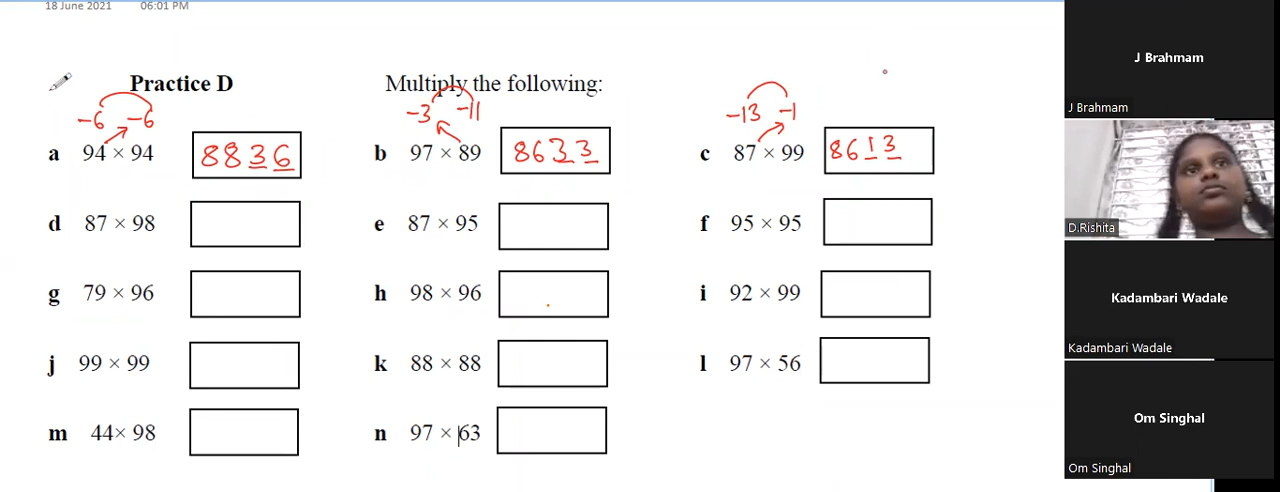 18 June 2021 06:01 PM
Practice D Multiply the following:
-6 -6 -3 -11 -13 -1
a 94 × 94 8836 b 97 × 89 8633 c 87 × 99 8613
d 87 × 98 e 87 × 95 f 95 × 95
g 79 × 96 h 98 × 96 i 92 × 99
j 99 × 99 k 88 × 88 l 97 × 56
m 44× 98 n 97 × 63
J Brahmam
J Brahmam
D.Rishita
Kadambari Wadale
Kadambari Wadale
Om Singhal
Om Singhal